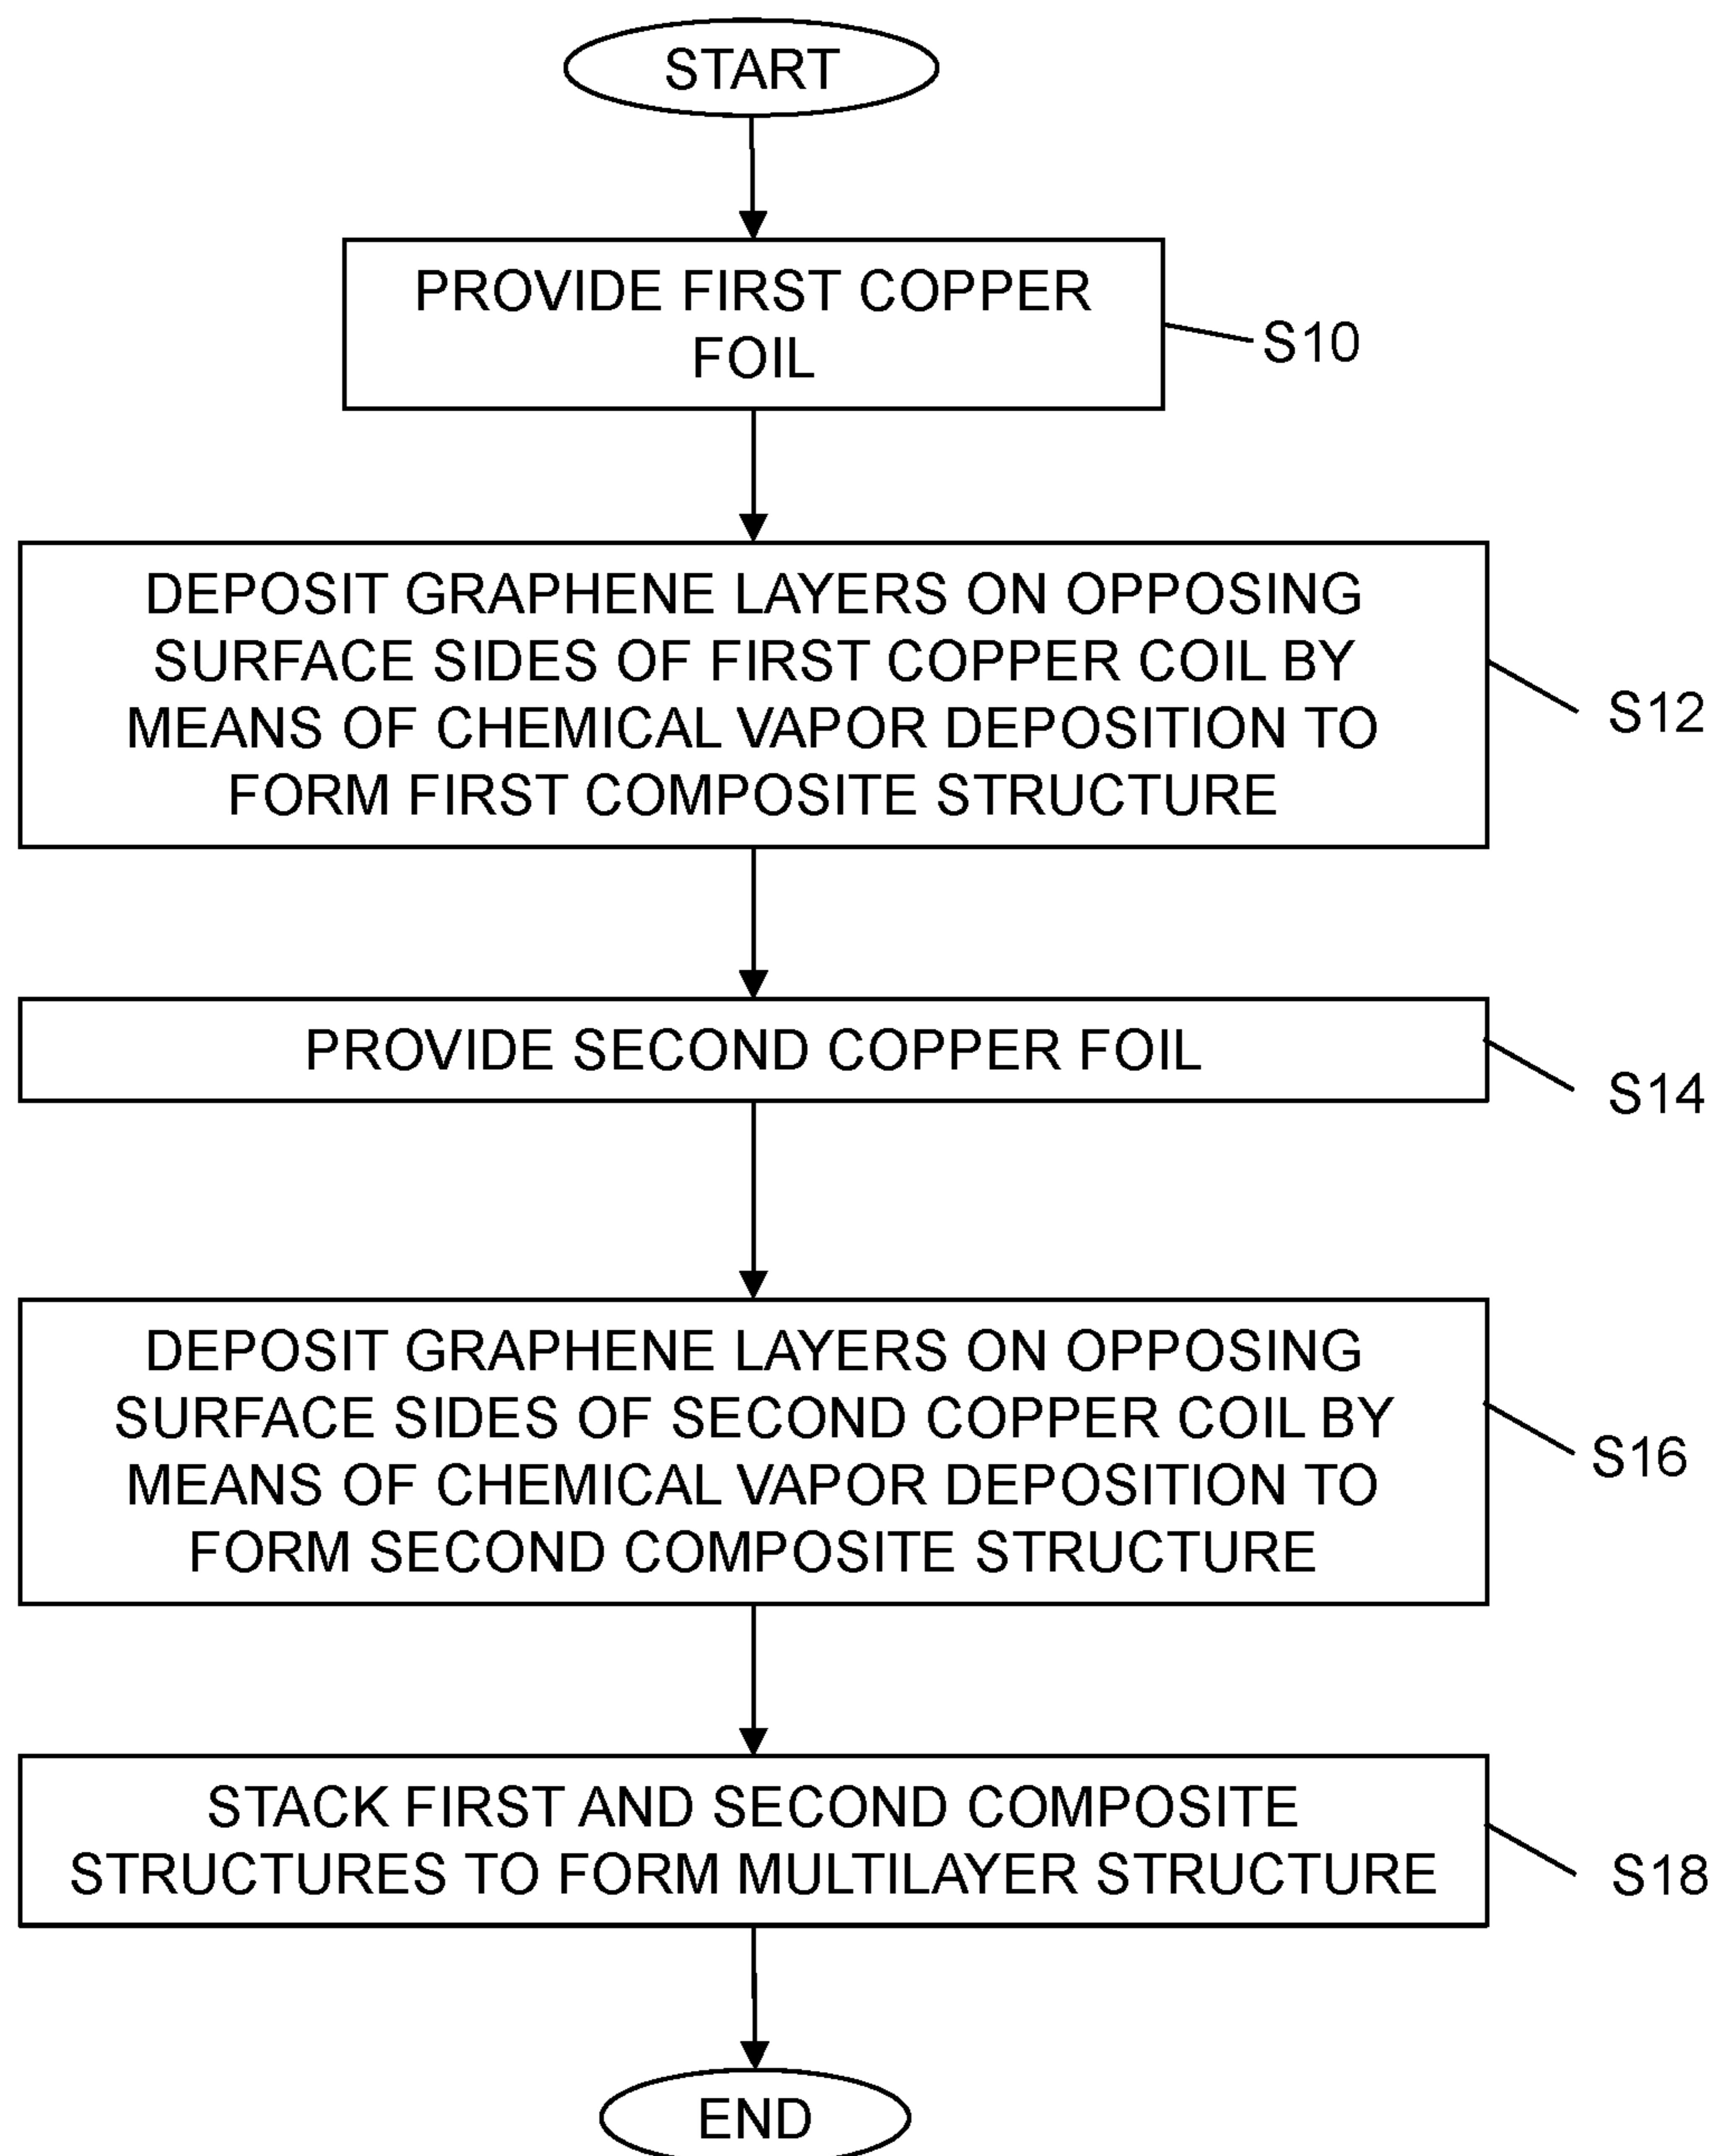 START
PROVIDE FIRST COPPER
FOIL
S10
DEPOSIT GRAPHENE LAYERS ON OPPOSING
SURFACE SIDES OF FIRST COPPER COIL BY
MEANS OF CHEMICAL VAPOR DEPOSITION TO
FORM FIRST COMPOSITE STRUCTURE
S12
PROVIDE SECOND COPPER FOIL
S14
DEPOSIT GRAPHENE LAYERS ON OPPOSING
SURFACE SIDES OF SECOND COPPER COIL BY
MEANS OF CHEMICAL VAPOR DEPOSITION TO
FORM SECOND COMPOSITE STRUCTURE
S16
STACK FIRST AND SECOND COMPOSITE
STRUCTURES TO FORM MULTILAYER STRUCTURE
S18
END